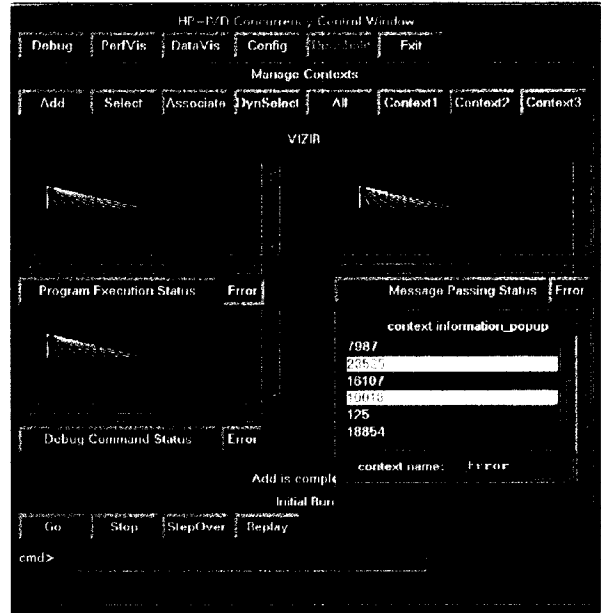 Concurrency Control Window
Debug PerfVis DataVis Config Exit
Manage Contexts
Add Select Associate DynSelect All Context1 Context2 Context3
VIZIR
Program Execution Status Error
Message Passing Status Error
context information_popup
7987
16107
125
18854
context name: Error
Debug Command Status Error
Add is comple
Initial Run
Go Stop StepOver Replay
cmd>